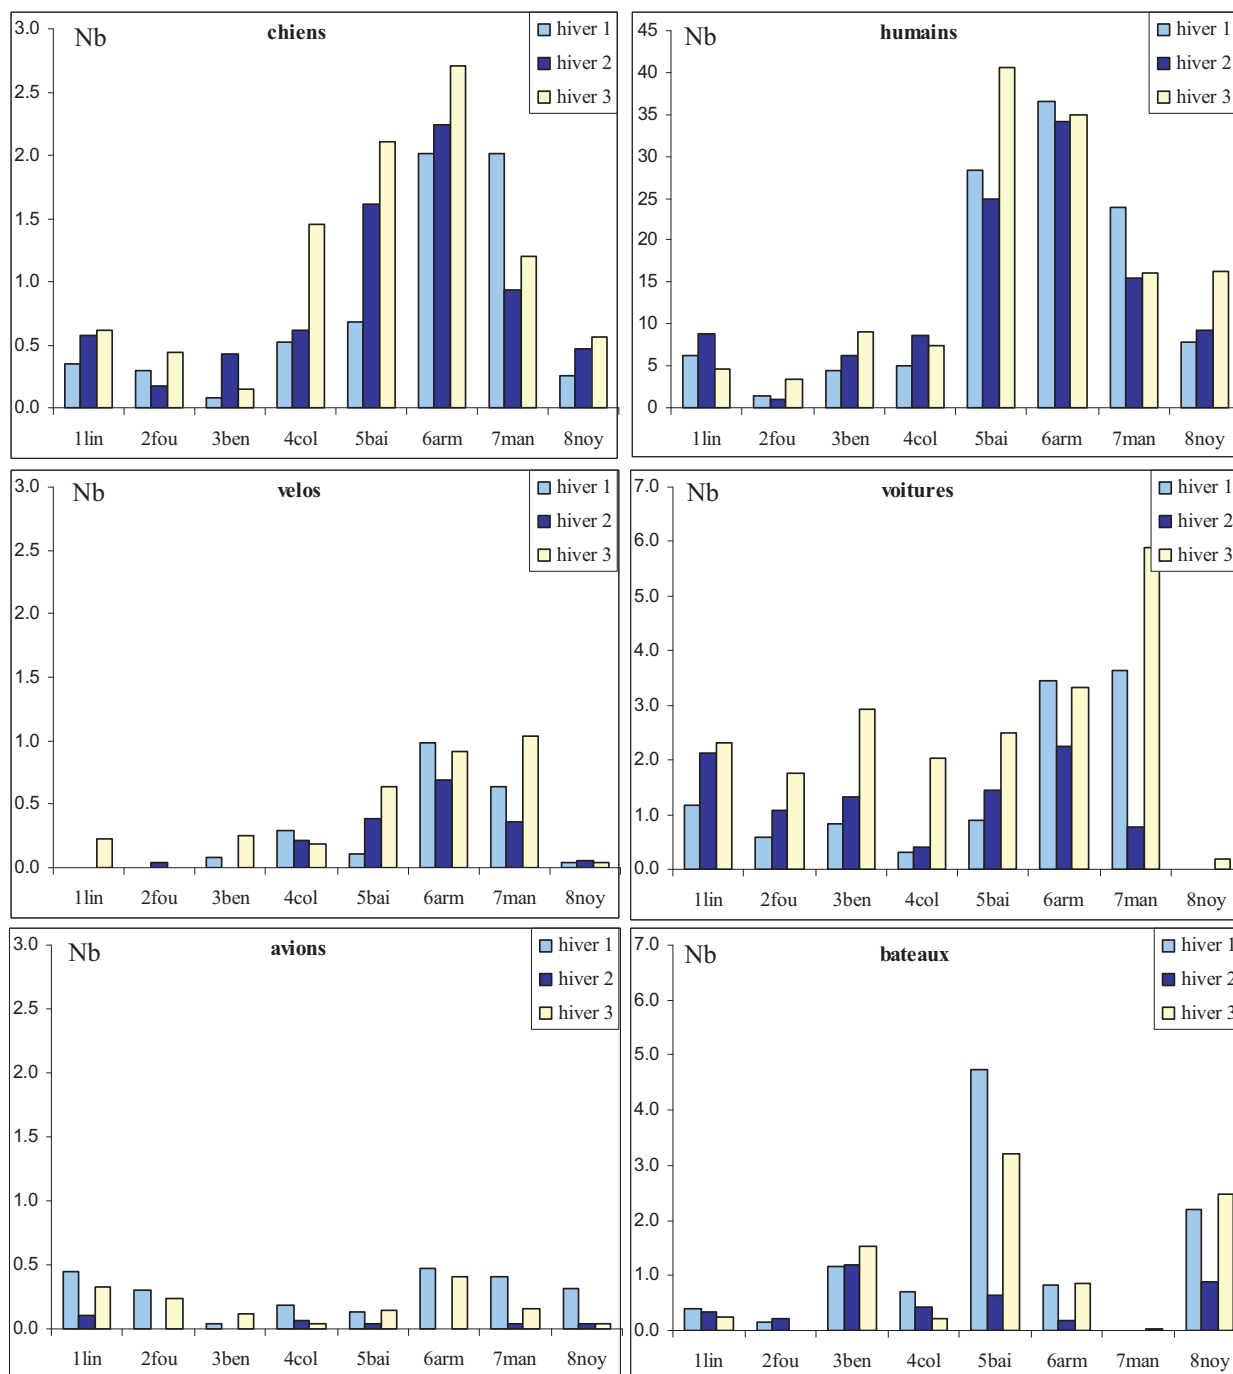 Nb
chiens
hiver 1
hiver 2
hiver 3
3.0
2.5
2.0
1.5
1.0
0.5
0.0
1lin 2fou 3ben 4col 5bai 6arm 7man 8noy
Nb
humains
hiver 1
hiver 2
hiver 3
45
40
35
30
25
20
15
10
5
0
1lin 2fou 3ben 4col 5bai 6arm 7man 8noy
Nb
velos
hiver 1
hiver 2
hiver 3
3.0
2.5
2.0
1.5
1.0
0.5
0.0
1lin 2fou 3ben 4col 5bai 6arm 7man 8noy
Nb
voitures
hiver 1
hiver 2
hiver 3
7.0
6.0
5.0
4.0
3.0
2.0
1.0
0.0
1lin 2fou 3ben 4col 5bai 6arm 7man 8noy
Nb
avions
hiver 1
hiver 2
hiver 3
3.0
2.5
2.0
1.5
1.0
0.5
0.0
1lin 2fou 3ben 4col 5bai 6arm 7man 8noy
Nb
bateaux
hiver 1
hiver 2
hiver 3
7.0
6.0
5.0
4.0
3.0
2.0
1.0
0.0
1lin 2fou 3ben 4col 5bai 6arm 7man 8noy